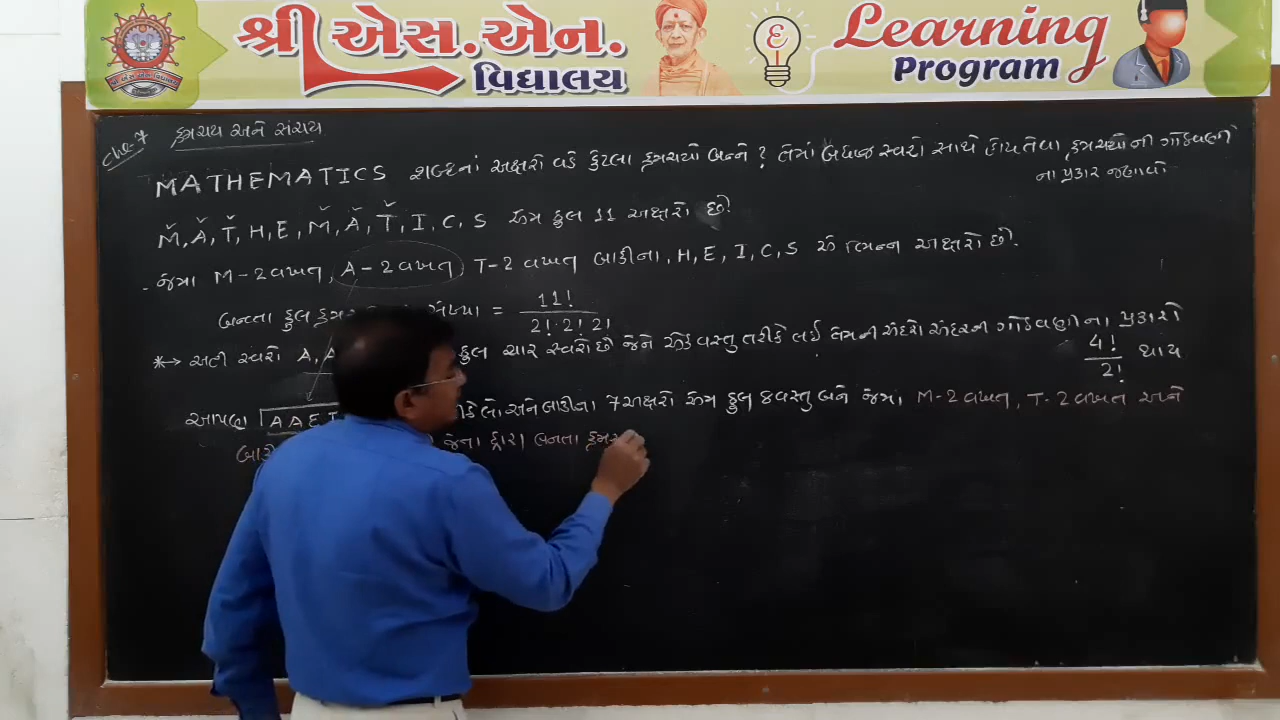 શ્રી એસ.એન.
વિદ્યાલય
Learning
Program
Ch-7 ક્રમચય અને સંચય
MATHEMATICS શબ્દનાં અક્ષરો વડે કેટલા ક્રમચયો બને? તેમાં બધાજ સ્વરો સાથે હોય તેવા ક્રમચયોની ગોઠવણી
ના પ્રકાર જણાવો
M, A, T, H, E, M, A, T, I, C, S એમ કુલ 11 અક્ષરો છે.
જેમાં M-2 વખત, A-2 વખત, T-2 વખત બાકીના, H, E, I, C, S એ ભિન્ન અક્ષરો છે.
બનતા કુલ સંખ્યા = 11! / 2! · 2! 2!
*→ અહી સ્વરો A, A કુલ ચાર સ્વરો છે જેને એક વસ્તુ તરીકે લઈ તેમની અંદરો અંદરની ગોઠવણીના પ્રકારો
4! / 2! થાય
આપણે AAEI લો અને બાકીના 7 અક્ષરો એમ કુલ 8 વસ્તુ બને જેમાં M-2 વખત, T-2 વખત અને
જેના દ્વારા બનતા